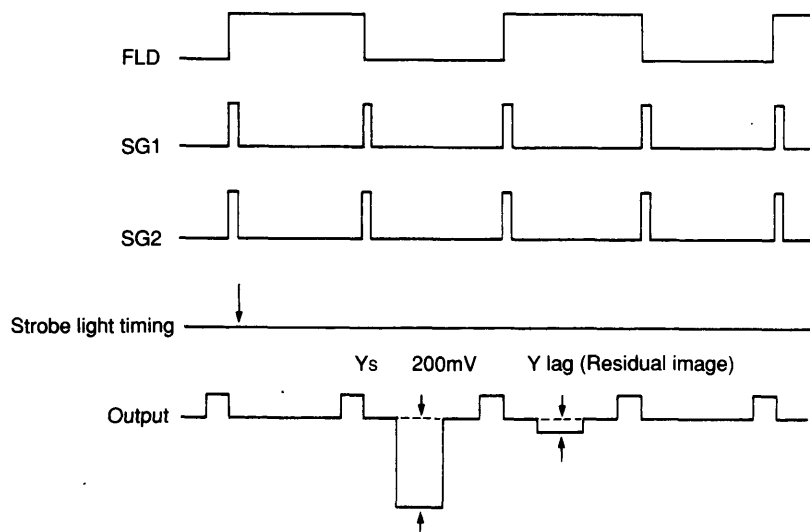 FLD
SG1
SG2
Strobe light timing
Ys 200mV Y lag (Residual image)
Output